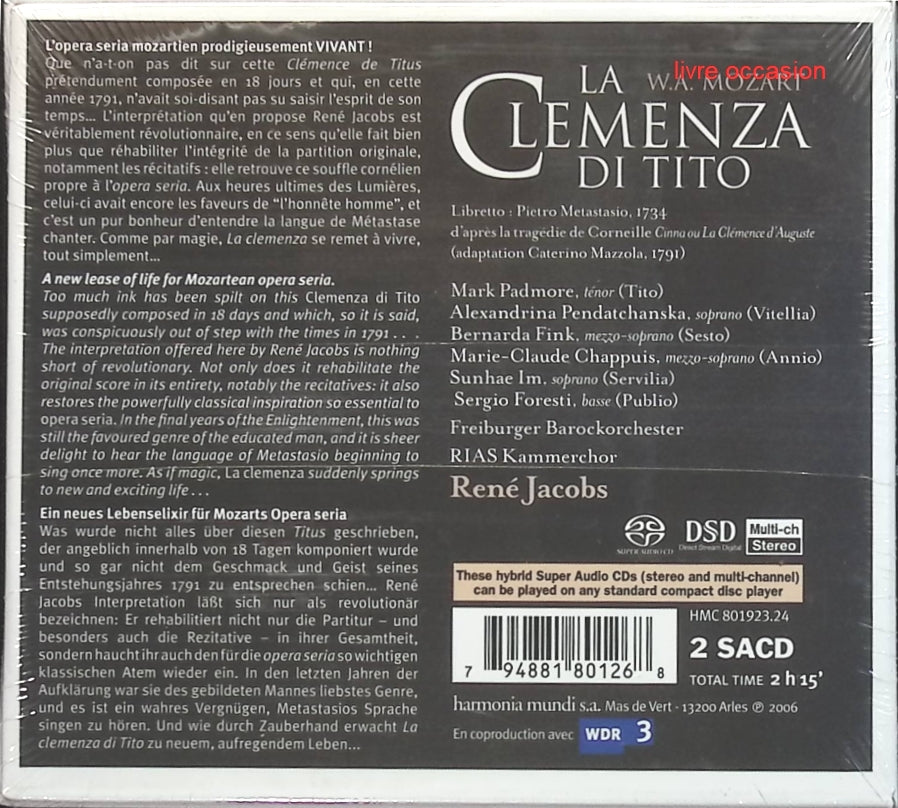 L'opera seria mozartien prodigieusement VIVANT !
Que n'a-t-on pas dit sur cette Clémence de Titus
prétendument composée en 18 jours et qui, en cette
année 1791, n'avait soi-disant pas su saisir l'esprit de son
temps... L'interprétation qu'en propose René Jacobs est
véritablement révolutionnaire, en ce sens qu'elle fait bien
plus que réhabiliter l'intégrité de la partition originale,
notamment les récitatifs : elle retrouve ce souffle cornélien
propre à l'opera seria. Aux heures ultimes des Lumières,
celui-ci avait encore les faveurs de "l'honnête homme", et
c'est un pur bonheur d'entendre la langue de Métastase
chanter. Comme par magie, La clemenza se remet à vivre,
tout simplement...
A new lease of life for Mozartean opera seria.
Too much ink has been spilt on this Clemenza di Tito
supposedly composed in 18 days and which, so it is said,
was conspicuously out of step with the times in 1791 . . .
The interpretation offered here by René Jacobs is nothing
short of revolutionary. Not only does it rehabilitate the
original score in its entirety, notably the recitatives: it also
restores the powerfully classical inspiration so essential to
opera seria. In the final years of the Enlightenment, this was
still the favoured genre of the educated man, and it is sheer
delight to hear the language of Metastasio beginning to
sing once more. As if magic, La clemenza suddenly springs
to new and exciting life . . .
Ein neues Lebenselixir für Mozarts Opera seria
Was wurde nicht alles über diesen Titus geschrieben,
der angeblich innerhalb von 18 Tagen komponiert wurde
und so gar nicht dem Geschmack und Geist seines
Entstehungsjahres 1791 zu entsprechen schien... René
Jacobs Interpretation läßt sich nur als revolutionär
bezeichnen: Er rehabilitiert nicht nur die Partitur – und
besonders auch die Rezitative – in ihrer Gesamtheit,
sondern haucht ihr auch den für die opera seria so wichtigen
klassischen Atem wieder ein. In den letzten Jahren der
Aufklärung war sie des gebildeten Mannes liebstes Genre,
und es ist ein wahres Vergnügen, Metastasios Sprache
singen zu hören. Und wie durch Zauberhand erwacht La
clemenza di Tito zu neuem, aufregendem Leben...
livre occasion
LA W.A. MOZART
CLEMENZA
DI TITO
Libretto : Pietro Metastasio, 1734
d'après la tragédie de Corneille Cinna ou La Clémence d'Auguste
(adaptation Caterino Mazzola, 1791)
Mark Padmore, ténor (Tito)
Alexandrina Pendatchanska, soprano (Vitellia)
Bernarda Fink, mezzo-soprano (Sesto)
Marie-Claude Chappuis, mezzo-soprano (Annio)
Sunhae Im, soprano (Servilia)
Sergio Foresti, basse (Publio)
Freiburger Barockorchester
RIAS Kammerchor
René Jacobs
SUPER AUDIO CD
DSD
Direct Stream Digital
Multi-ch
Stereo
These hybrid Super Audio CDs (stereo and multi-channel)
can be played on any standard compact disc player
HMC 801923.24
2 SACD
TOTAL TIME 2 h 15'
7 94881 80126 8
harmonia mundi s.a. Mas de Vert - 13200 Arles ℗ 2006
En coproduction avec WDR 3